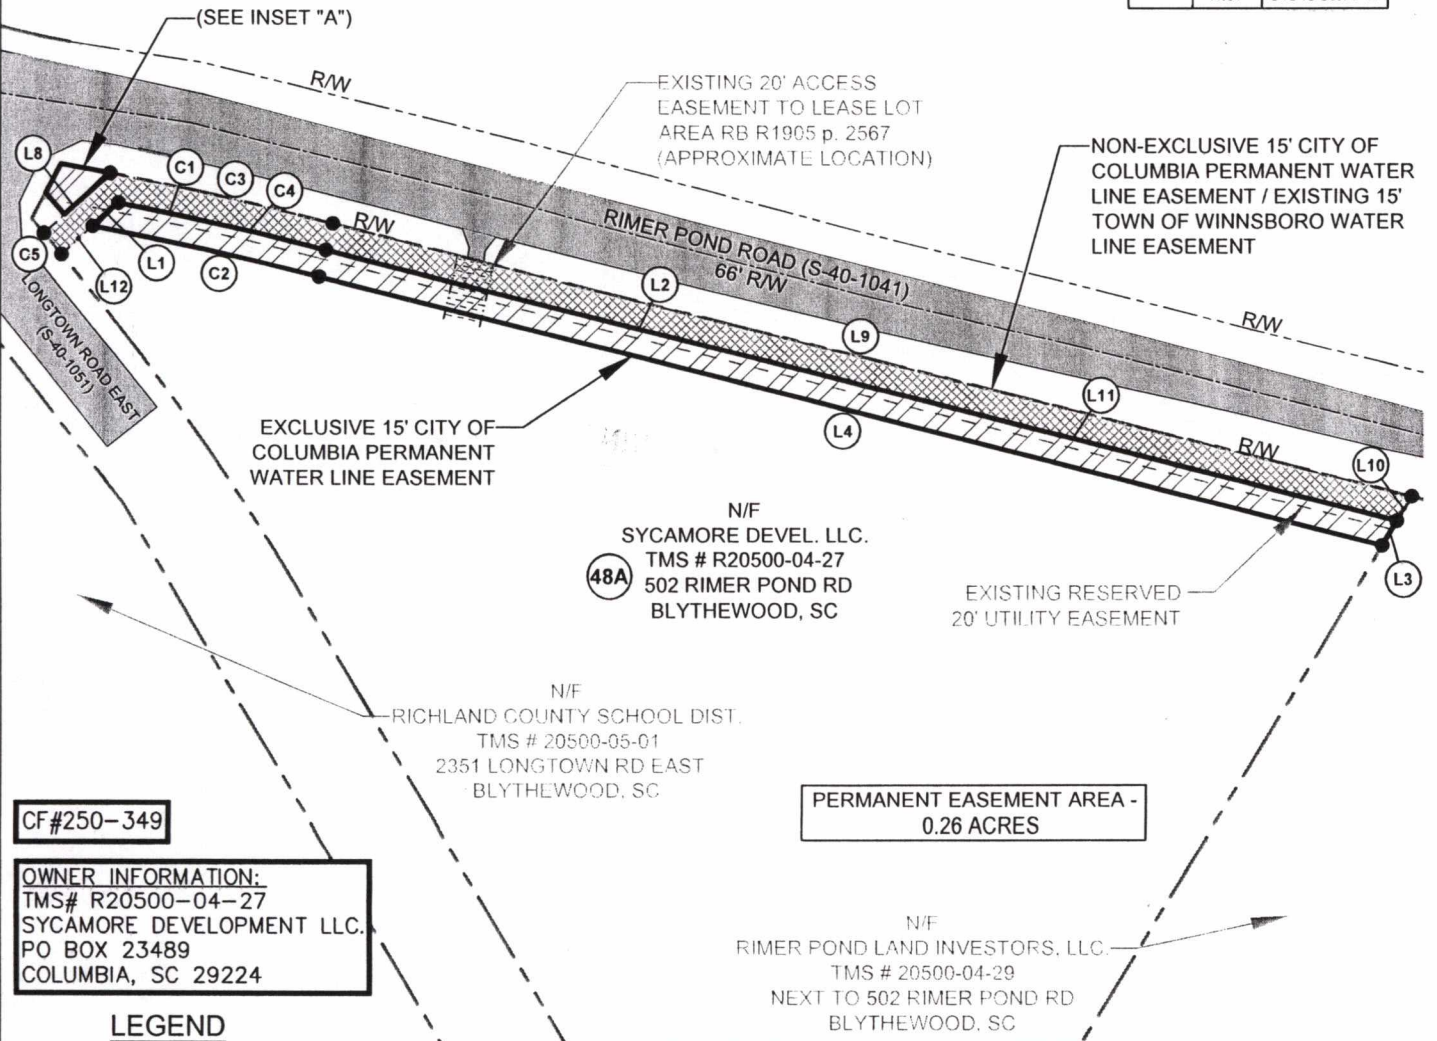 (SEE INSET "A")
R/W
EXISTING 20' ACCESS
EASEMENT TO LEASE LOT
AREA RB R1905 p. 2567
(APPROXIMATE LOCATION)
NON-EXCLUSIVE 15' CITY OF
COLUMBIA PERMANENT WATER
LINE EASEMENT / EXISTING 15'
TOWN OF WINNSBORO WATER
LINE EASEMENT
L8
C1
C3
C4
R/W
RIMER POND ROAD (S-40-1041)
66' R/W
C5
L12
L1
C2
L2
L9
R/W
LONGTOWN ROAD EAST
(S-40-1051)
L11
L4
R/W
L10
L3
EXCLUSIVE 15' CITY OF
COLUMBIA PERMANENT
WATER LINE EASEMENT
N/F
SYCAMORE DEVEL. LLC.
TMS # R20500-04-27
48A
502 RIMER POND RD
BLYTHEWOOD, SC
EXISTING RESERVED
20' UTILITY EASEMENT
N/F
RICHLAND COUNTY SCHOOL DIST.
TMS # 20500-05-01
2351 LONGTOWN RD EAST
BLYTHEWOOD, SC
PERMANENT EASEMENT AREA -
0.26 ACRES
CF#250-349
OWNER INFORMATION:
TMS# R20500-04-27
SYCAMORE DEVELOPMENT LLC.
PO BOX 23489
COLUMBIA, SC 29224
N/F
RIMER POND LAND INVESTORS, LLC.
TMS # 20500-04-29
NEXT TO 502 RIMER POND RD
BLYTHEWOOD, SC
LEGEND